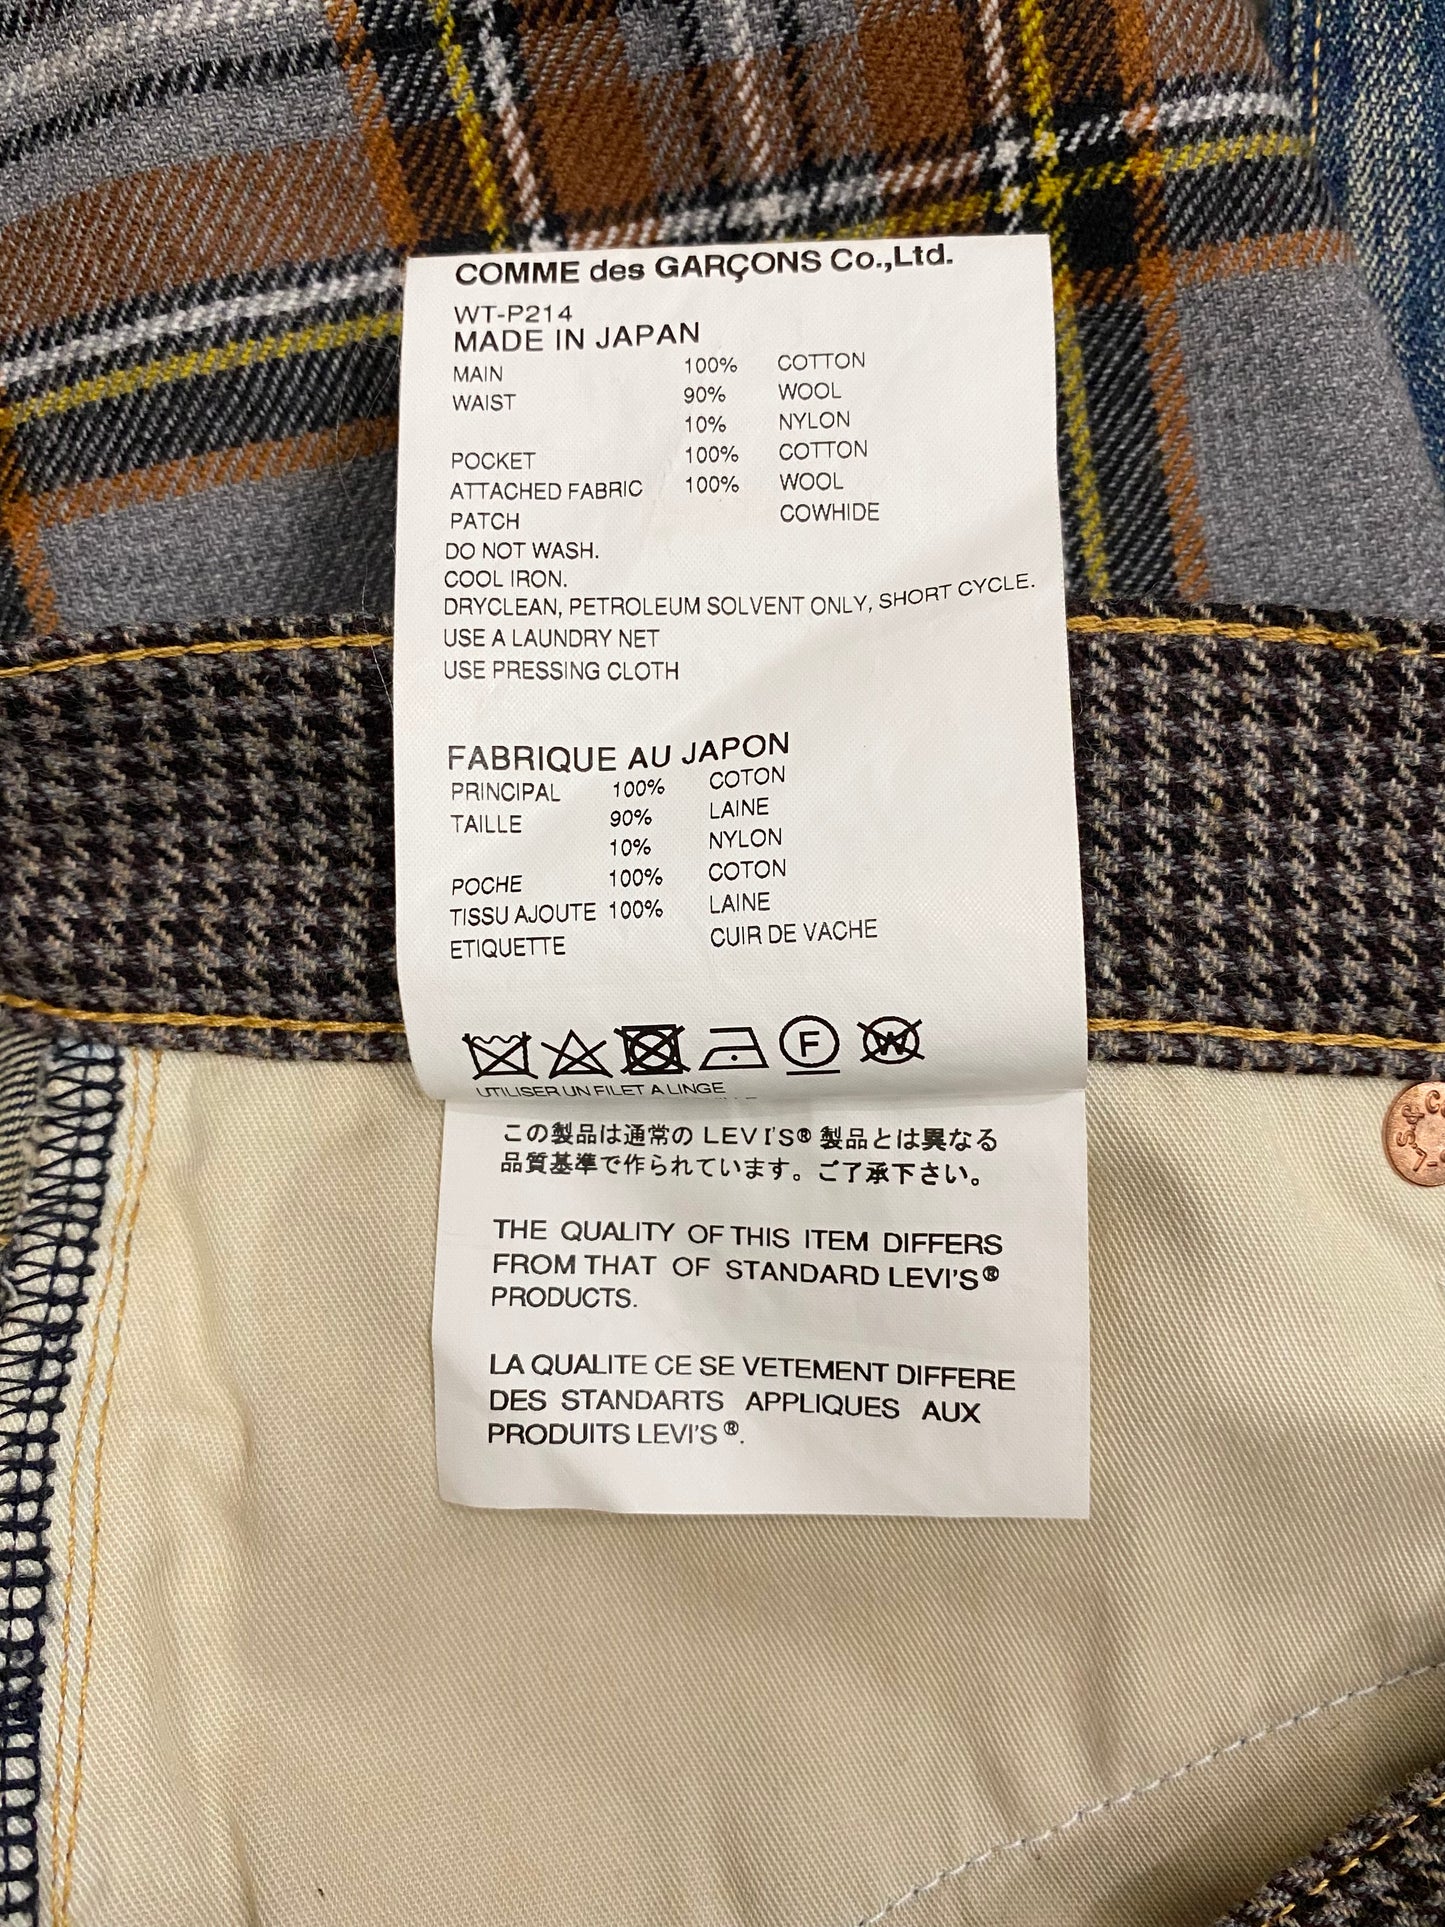 COMME des GARÇONS Co.,Ltd.
WT-P214
MADE IN JAPAN
MAIN 100% COTTON
WAIST 90% WOOL
10% NYLON
POCKET 100% COTTON
ATTACHED FABRIC 100% WOOL
PATCH COWHIDE
DO NOT WASH.
COOL IRON.
DRYCLEAN, PETROLEUM SOLVENT ONLY, SHORT CYCLE.
USE A LAUNDRY NET
USE PRESSING CLOTH
FABRIQUE AU JAPON
PRINCIPAL 100% COTON
TAILLE 90% LAINE
10% NYLON
POCHE 100% COTON
TISSU AJOUTE 100% LAINE
ETIQUETTE CUIR DE VACHE
F W
UTILISER UN FILET A LINGE
この製品は通常の LEVI'S® 製品とは異なる
品質基準で作られています。ご了承下さい。
THE QUALITY OF THIS ITEM DIFFERS
FROM THAT OF STANDARD LEVI'S®
PRODUCTS.
LA QUALITE CE SE VETEMENT DIFFERE
DES STANDARTS APPLIQUES AUX
PRODUITS LEVI'S®.